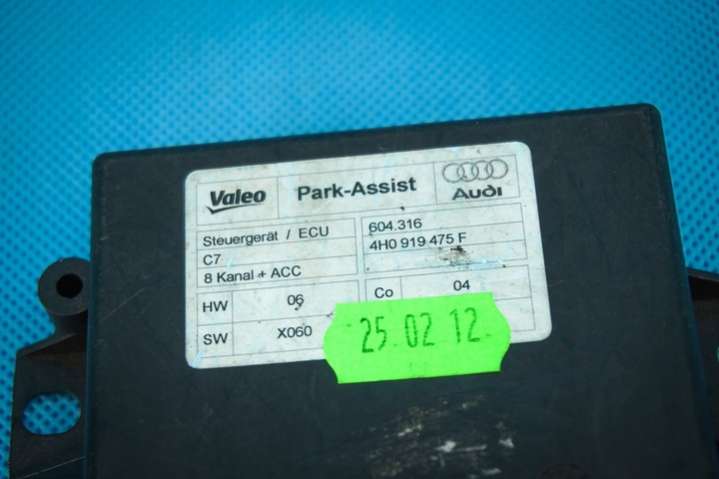 Valeo Park-Assist Audi
Steuergerät / ECU 604.316
C7 4H0 919 475 F
8 Kanal + ACC
HW 06 Co 04
SW X060
25 02 12